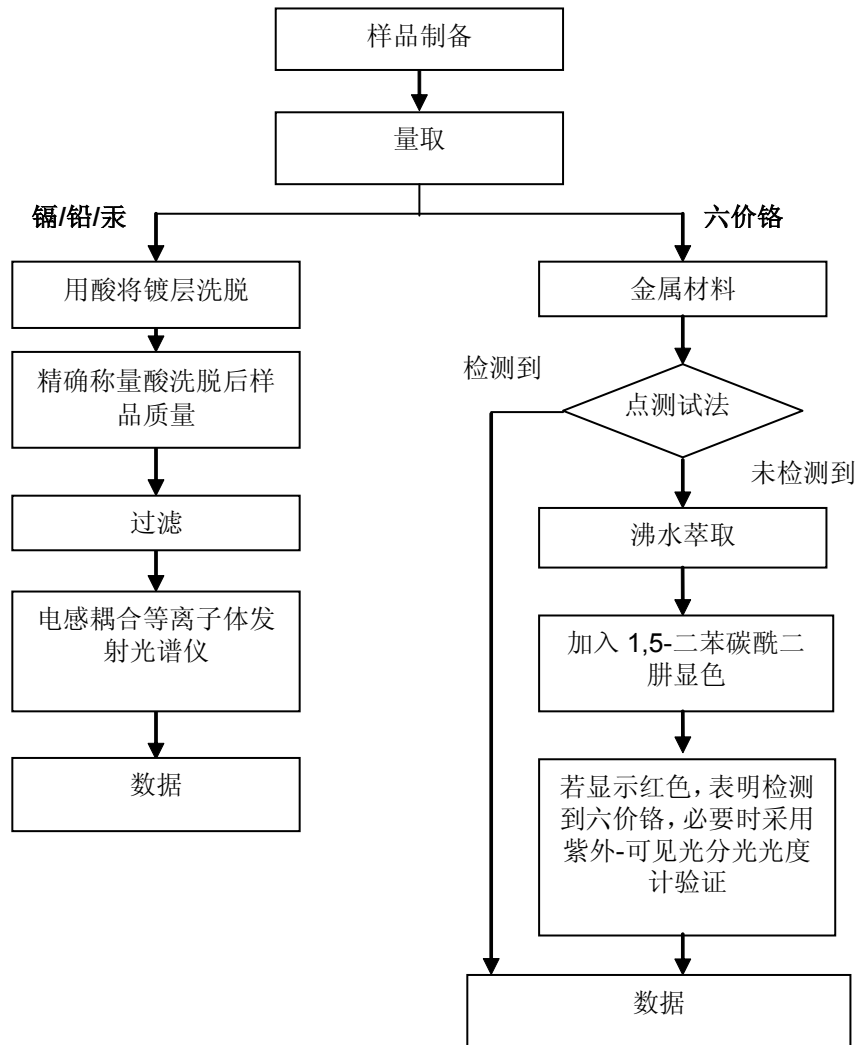 样品制备
量取
镉/铅/汞
用酸将镀层洗脱
精确称量酸洗脱后样
品质量
过滤
电感耦合等离子体发
射光谱仪
数据
六价铬
金属材料
检测到
点测试法
未检测到
沸水萃取
加入 1,5-二苯碳酰二
肼显色
若显示红色，表明检测
到六价铬，必要时采用
紫外-可见光分光光度
计验证
数据